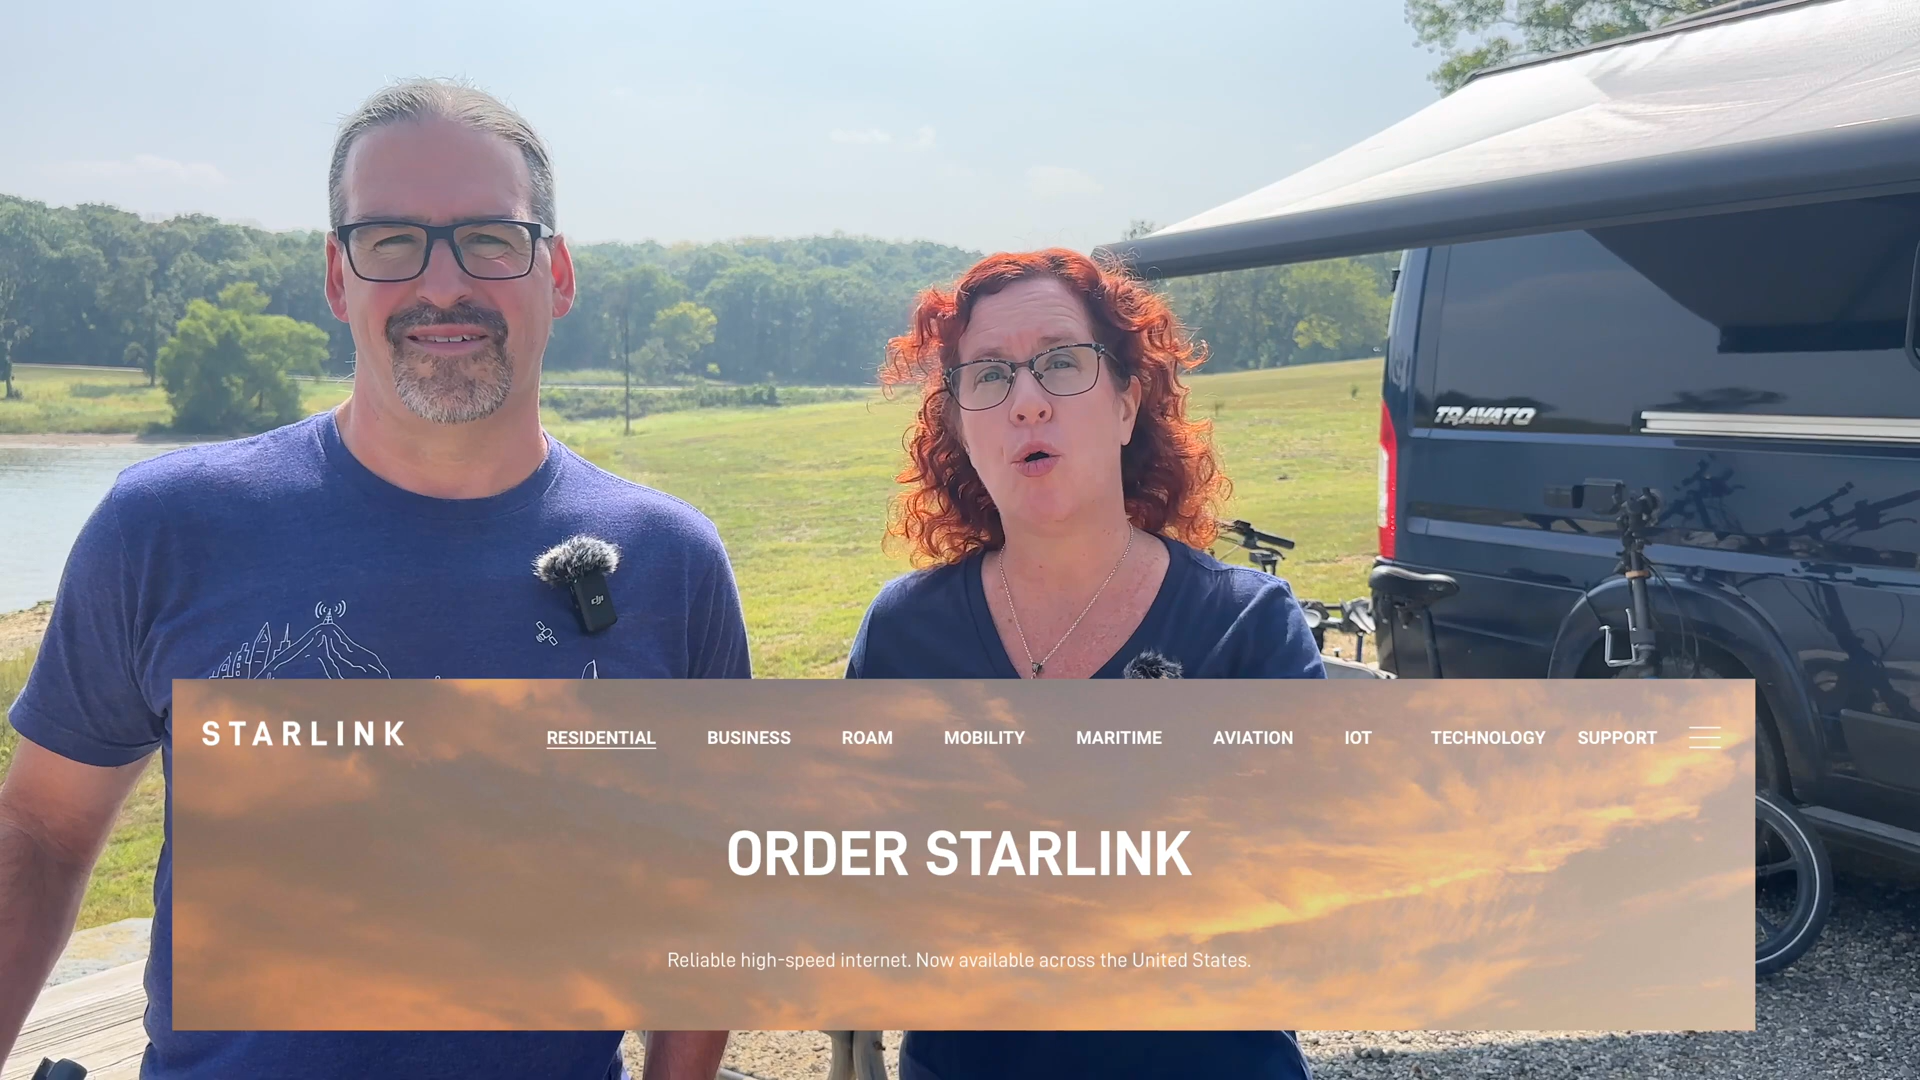 TRAVATO
dji
STARLINK
RESIDENTIAL BUSINESS ROAM MOBILITY MARITIME AVIATION IOT TECHNOLOGY SUPPORT
ORDER STARLINK
Reliable high-speed internet. Now available across the United States.